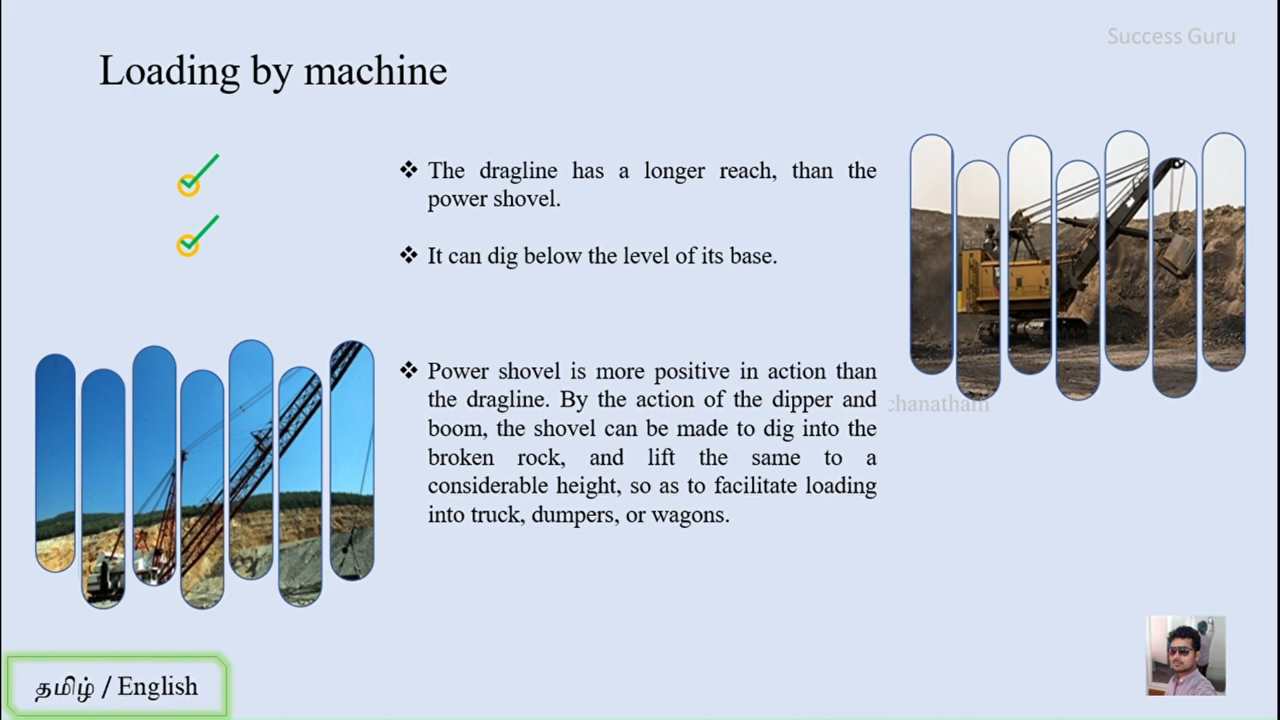 Success Guru
Loading by machine
❖ The dragline has a longer reach, than the
power shovel.
❖ It can dig below the level of its base.
❖ Power shovel is more positive in action than
the dragline. By the action of the dipper and
boom, the shovel can be made to dig into the
broken rock, and lift the same to a
considerable height, so as to facilitate loading
into truck, dumpers, or wagons.
தமிழ் / English